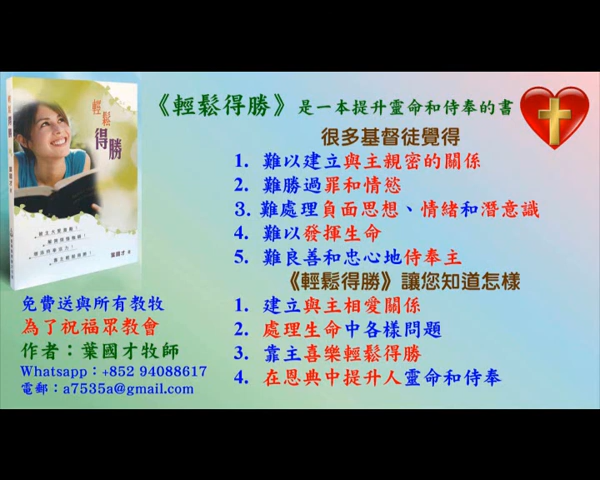 《輕鬆得勝》是一本提升靈命和侍奉的書
很多基督徒覺得
1. 難以建立與主親密的關係
2. 難勝過罪和情慾
3. 難處理負面思想、情緒和潛意識
4. 難以發揮生命
5. 難良善和忠心地侍奉主
《輕鬆得勝》讓您知道怎樣
1. 建立與主相愛關係
2. 處理生命中各樣問題
3. 靠主喜樂輕鬆得勝
4. 在恩典中提升人靈命和侍奉
輕鬆
得勝
葉國才
輕鬆得勝
免費送與所有教牧
為了祝福眾教會
作者：葉國才牧師
Whatsapp：+852 94088617
電郵：a7535a@gmail.com